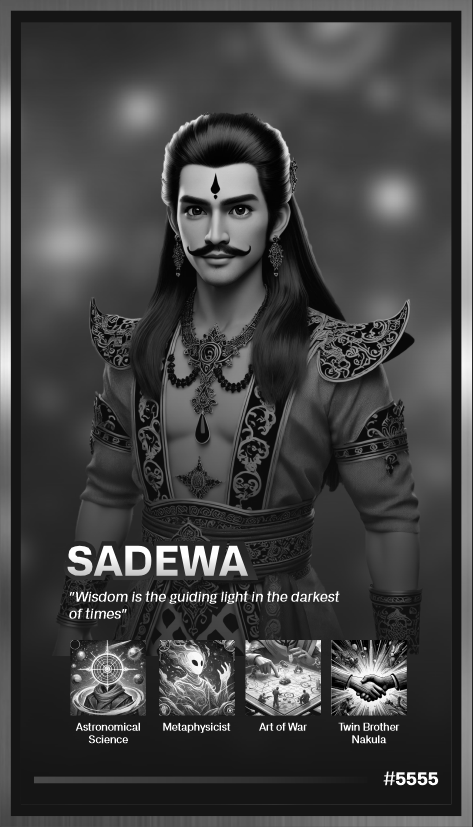 SADEWA
"Wisdom is the guiding light in the darkest
of times"
Astronomical
Science
Metaphysicist
Art of War
Twin Brother
Nakula
#5555